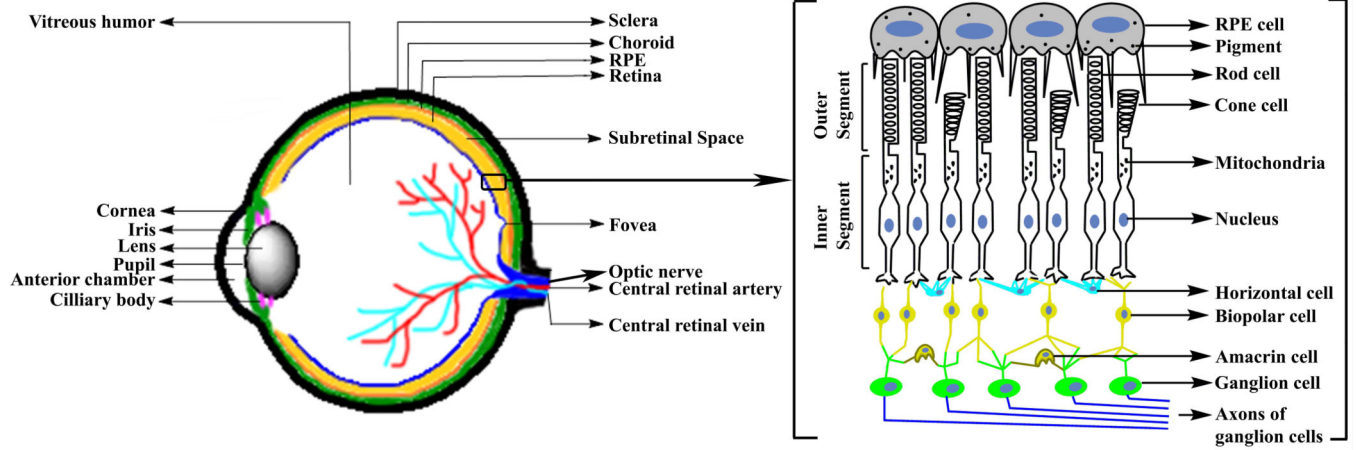 Vitreous humor
Sclera
Choroid
RPE
Retina
Subretinal Space
Cornea
Iris
Lens
Pupil
Anterior chamber
Cilliary body
Fovea
Optic nerve
Central retinal artery
Central retinal vein
Outer
Segment
Inner
Segment
RPE cell
Pigment
Rod cell
Cone cell
Mitochondria
Nucleus
Horizontal cell
Biopolar cell
Amacrin cell
Ganglion cell
Axons of
ganglion cells